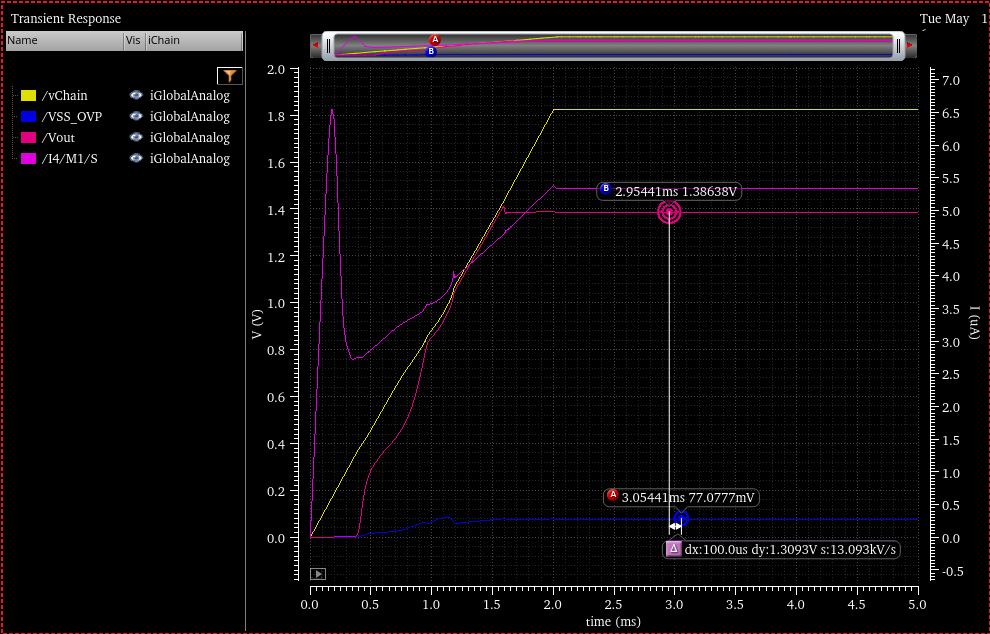 Transient Response
Tue May 1
Name Vis iChain
/vChain iGlobalAnalog
/VSS_OVP iGlobalAnalog
/Vout iGlobalAnalog
/I4/M1/S iGlobalAnalog
A
B
2.0
1.8
1.6
1.4
1.2
1.0
0.8
0.6
0.4
0.2
0.0
V (V)
B 2.95441ms 1.38638V
A 3.05441ms 77.0777mV
Δ dx:100.0us dy:1.3093V s:13.093kV/s
7.0
6.5
6.0
5.5
5.0
4.5
4.0
3.5
3.0
2.5
2.0
1.5
1.0
0.5
0.0
-0.5
I (uA)
0.0 0.5 1.0 1.5 2.0 2.5 3.0 3.5 4.0 4.5 5.0
time (ms)